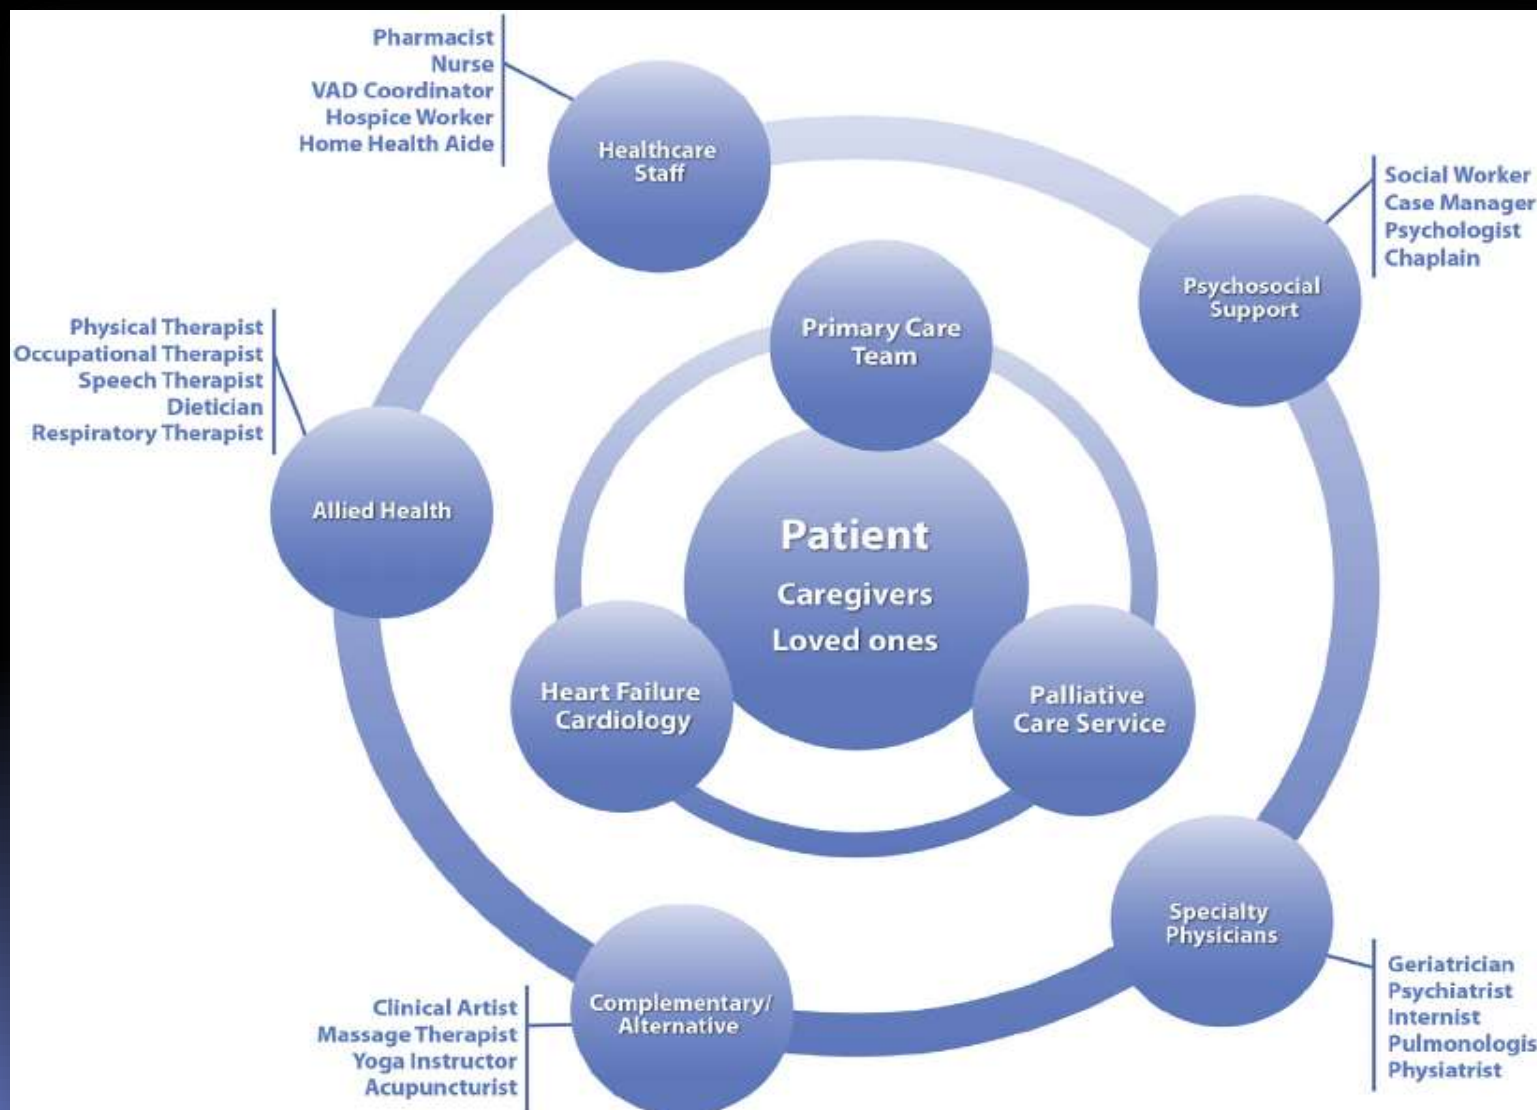 Pharmacist
Nurse
VAD Coordinator
Hospice Worker
Home Health Aide
Healthcare
Staff
Social Worker
Case Manager
Psychologist
Chaplain
Psychosocial
Support
Physical Therapist
Occupational Therapist
Speech Therapist
Dietician
Respiratory Therapist
Allied Health
Primary Care
Team
Patient
Caregivers
Loved ones
Heart Failure
Cardiology
Palliative
Care Service
Specialty
Physicians
Geriatrician
Psychiatrist
Internist
Pulmonologis
Physiatrist
Complementary/
Alternative
Clinical Artist
Massage Therapist
Yoga Instructor
Acupuncturist